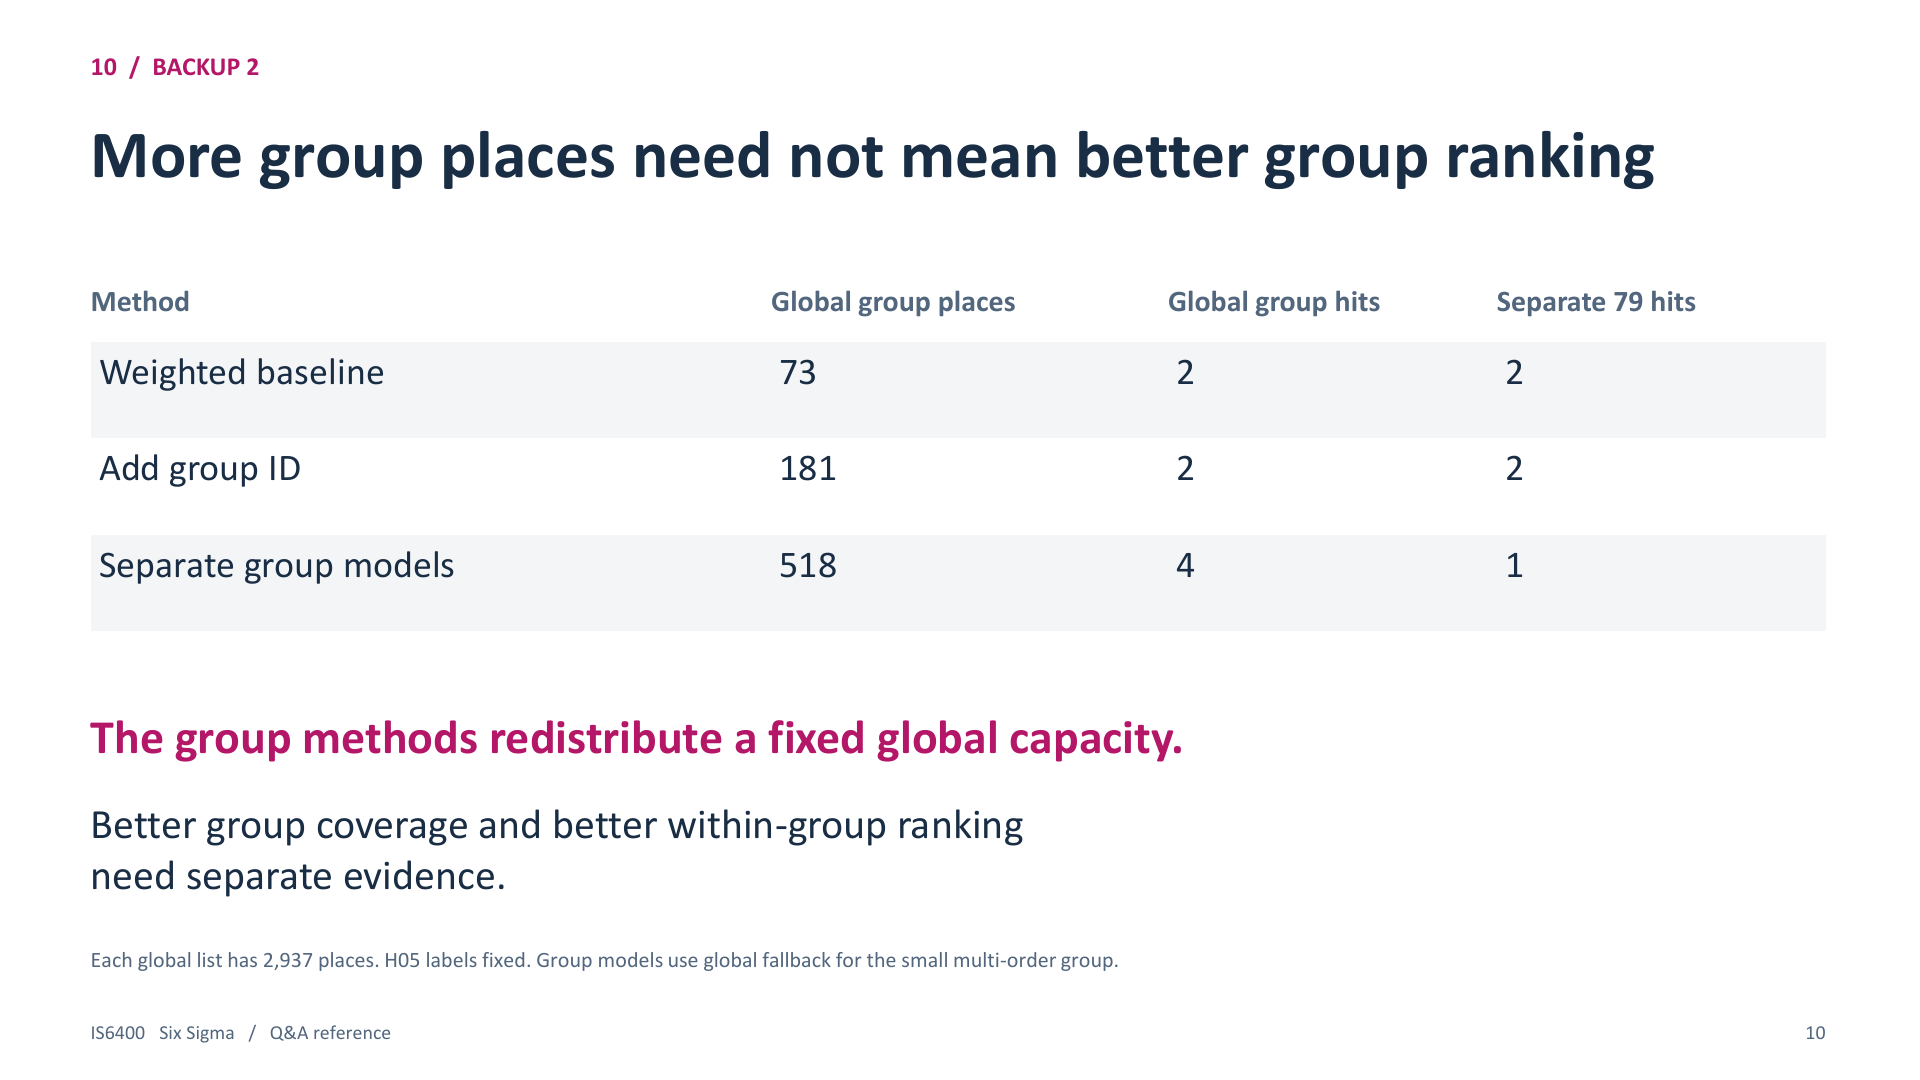 10 / BACKUP 2
More group places need not mean better group ranking
Method Global group places Global group hits Separate 79 hits
Weighted baseline 73 2 2
Add group ID 181 2 2
Separate group models 518 4 1
The group methods redistribute a fixed global capacity.
Better group coverage and better within-group ranking
need separate evidence.
Each global list has 2,937 places. H05 labels fixed. Group models use global fallback for the small multi-order group.
IS6400 Six Sigma / Q&A reference 10